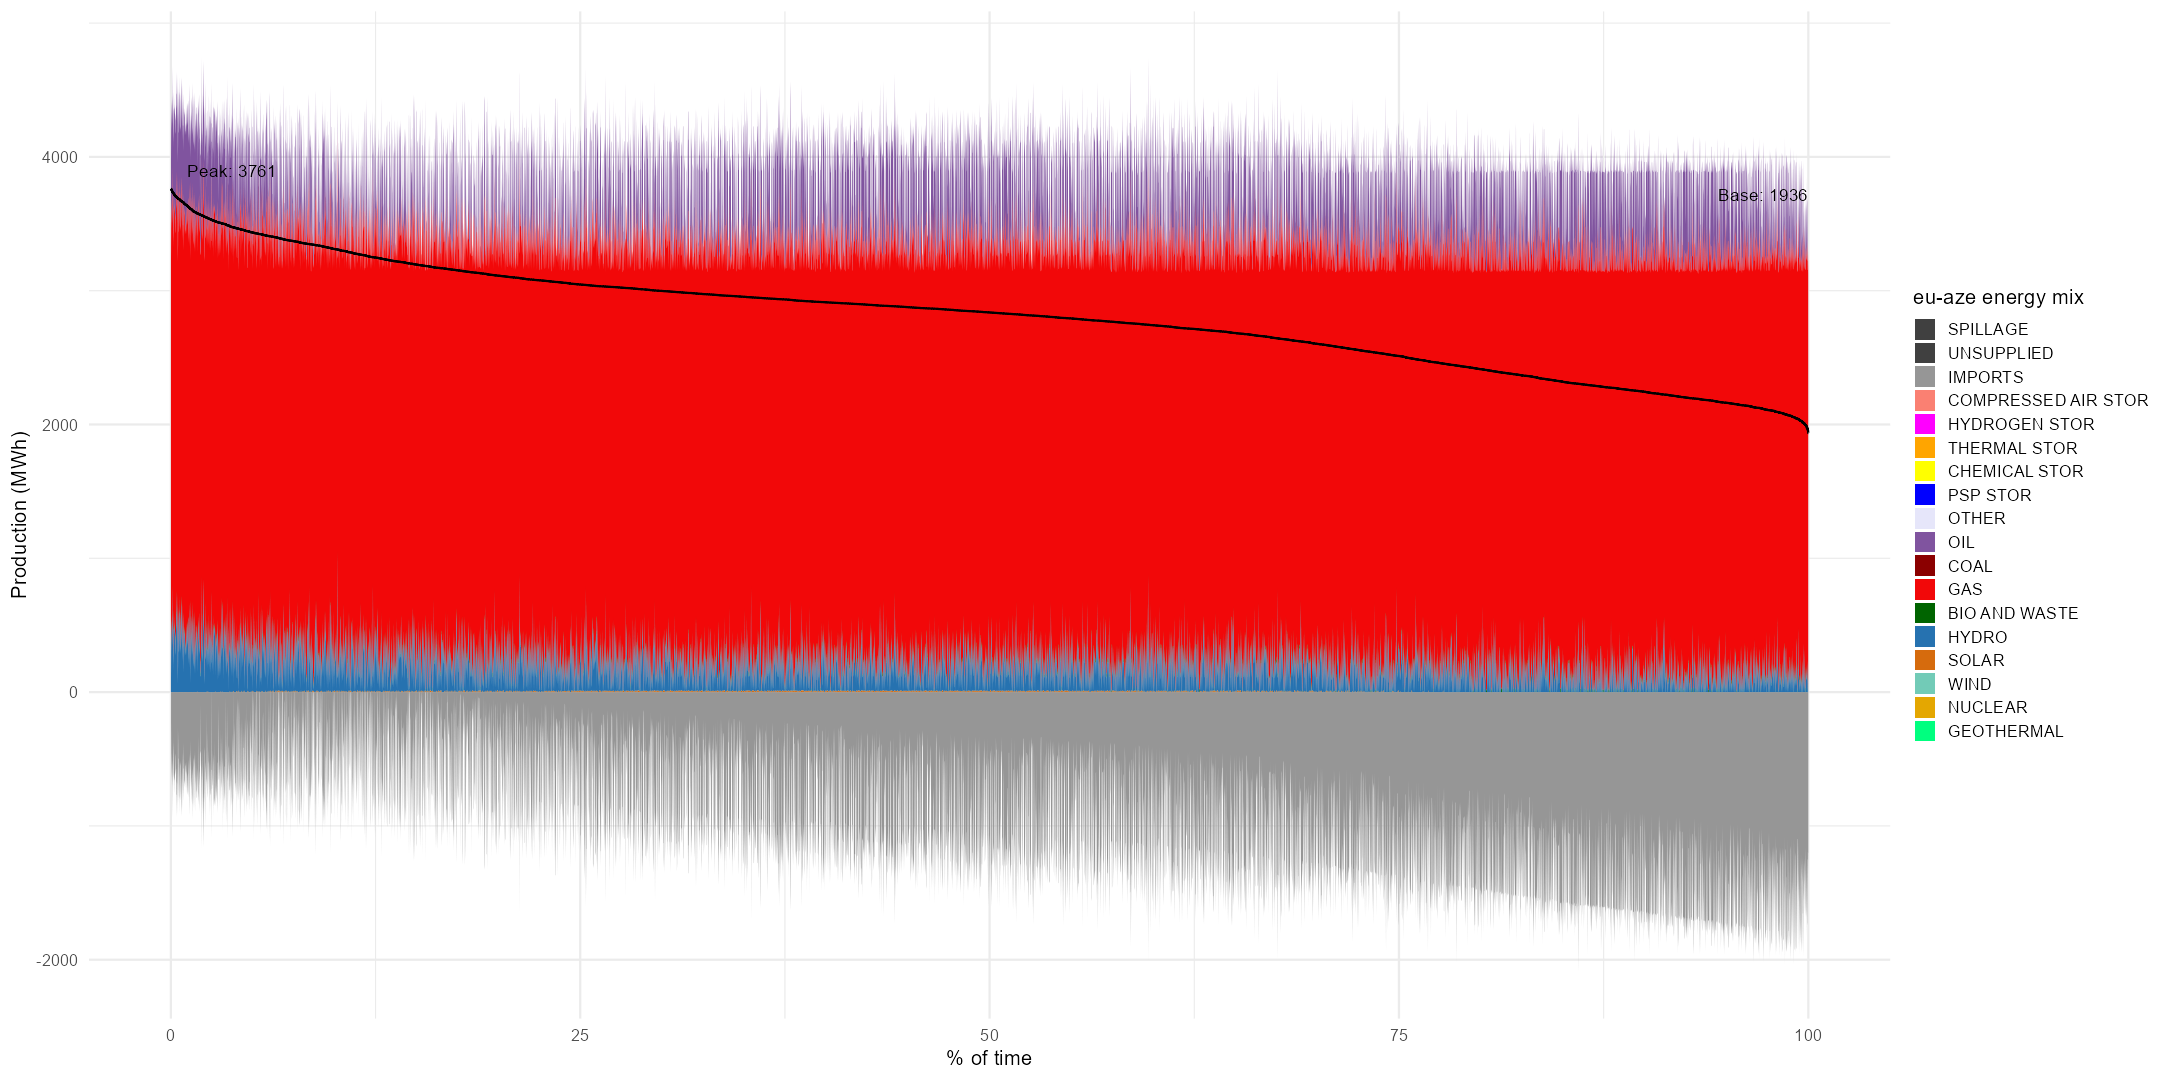 4000
2000
0
-2000
Production (MWh)
Peak: 3761
Base: 1936
0
25
50
75
100
% of time
eu-aze energy mix
SPILLAGE
UNSUPPLIED
IMPORTS
COMPRESSED AIR STOR
HYDROGEN STOR
THERMAL STOR
CHEMICAL STOR
PSP STOR
OTHER
OIL
COAL
GAS
BIO AND WASTE
HYDRO
SOLAR
WIND
NUCLEAR
GEOTHERMAL